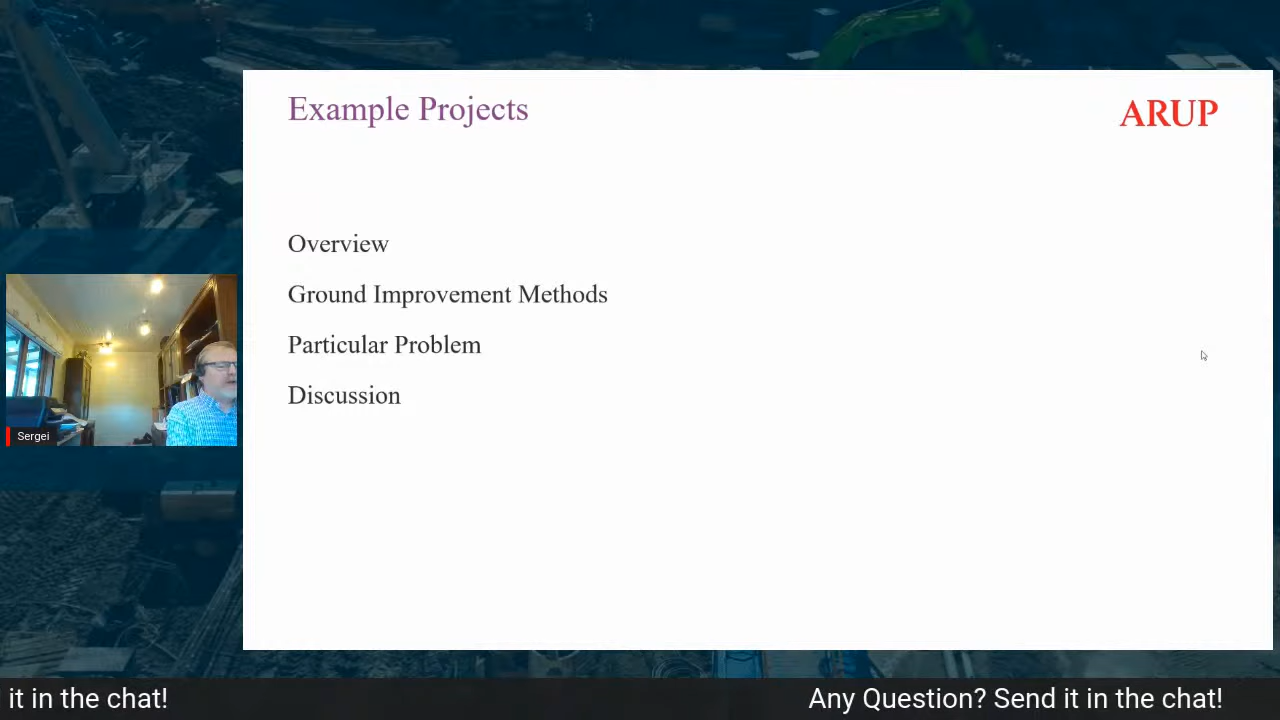 Example Projects
ARUP
Overview
Ground Improvement Methods
Particular Problem
Discussion
Sergei
it in the chat!
Any Question? Send it in the chat!